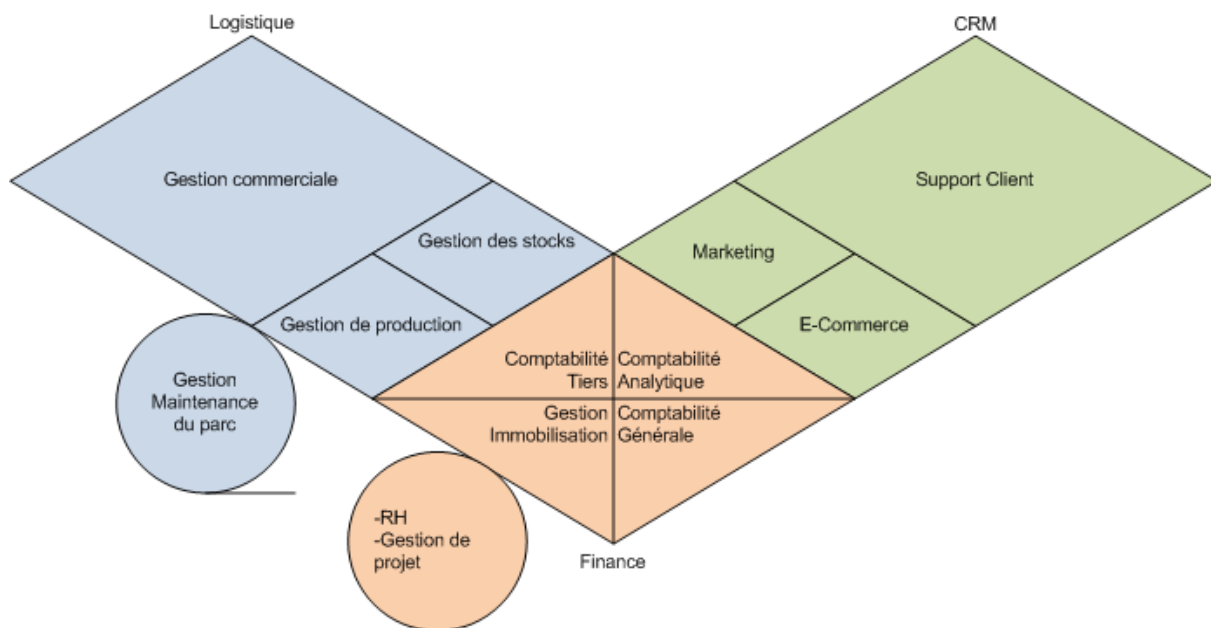 Logistique
CRM
Gestion commerciale
Support Client
Gestion des stocks
Marketing
Gestion de production
E-Commerce
Gestion
Maintenance
du parc
Comptabilité
Tiers
Comptabilité
Analytique
Gestion
Immobilisation
Comptabilité
Générale
-RH
-Gestion de
projet
Finance